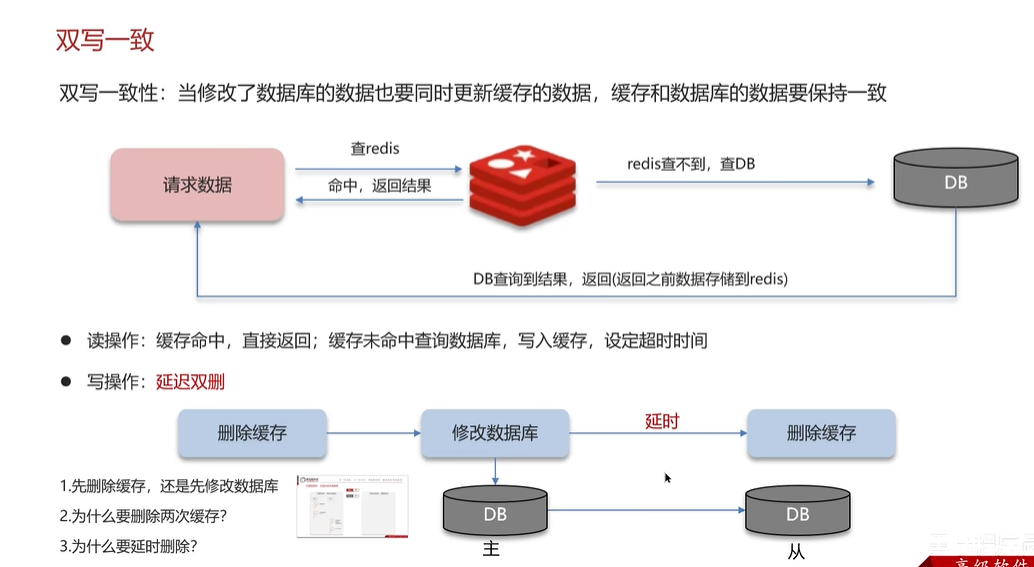 双写一致
双写一致性：当修改了数据库的数据也要同时更新缓存的数据，缓存和数据库的数据要保持一致
查redis
redis查不到，查DB
请求数据
命中，返回结果
DB
DB查询到结果，返回(返回之前数据存储到redis)
● 读操作：缓存命中，直接返回；缓存未命中查询数据库，写入缓存，设定超时时间
● 写操作：延迟双删
删除缓存
修改数据库
延时
删除缓存
1.先删除缓存，还是先修改数据库
2.为什么要删除两次缓存？
3.为什么要延时删除？
DB
DB
主
从
高级软件